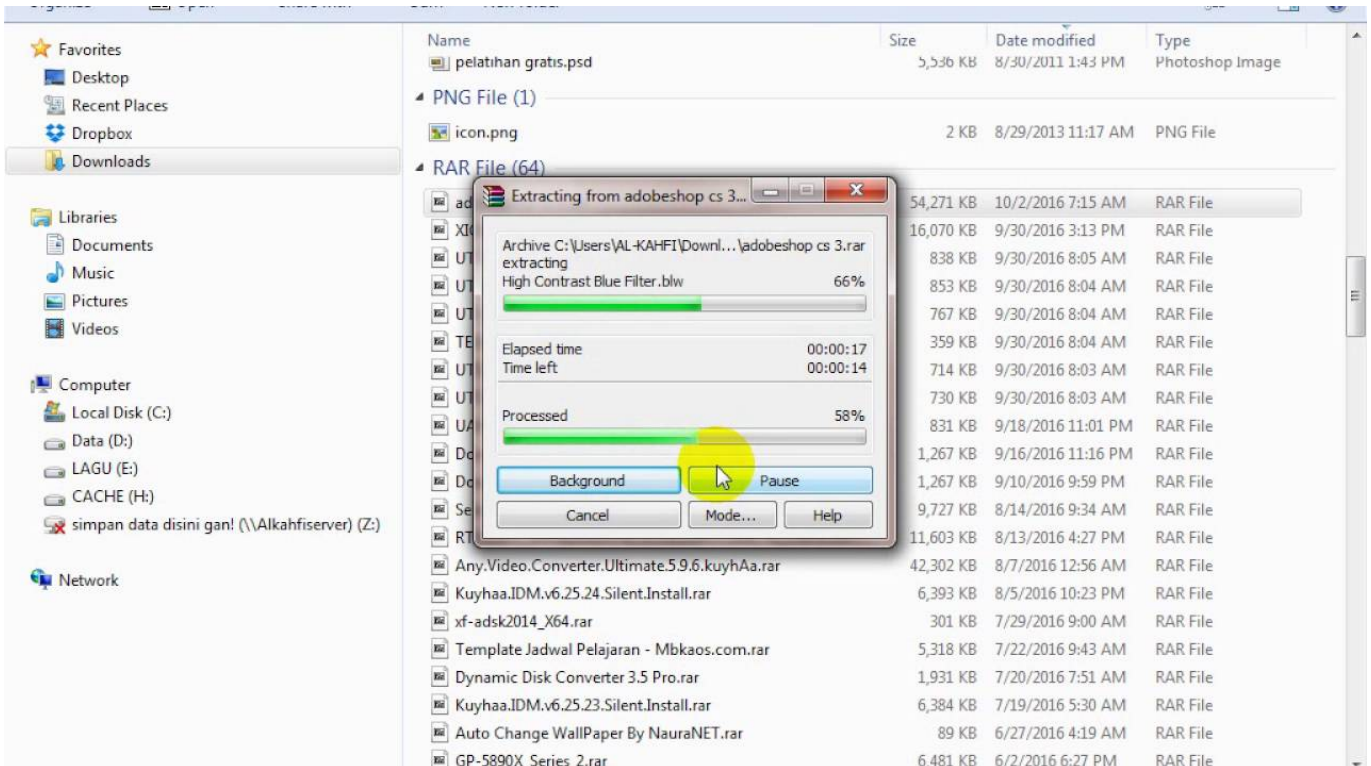 Name Size Date modified Type
pelatihan gratis.psd 5,536 KB 8/30/2011 1:43 PM Photoshop Image
PNG File (1)
icon.png 2 KB 8/29/2013 11:17 AM PNG File
RAR File (64)
Favorites
Desktop
Recent Places
Dropbox
Downloads
Libraries
Documents
Music
Pictures
Videos
Computer
Local Disk (C:)
Data (D:)
LAGU (E:)
CACHE (H:)
simpan data disini gan! (\\Alkahfiserver) (Z:)
Network
Extracting from adobeshop cs 3...
Archive C:\Users\AL-KAHFI\Downl...\adobeshop cs 3.rar
extracting
High Contrast Blue Filter.blw 66%
Elapsed time 00:00:17
Time left 00:00:14
Processed 58%
Background Pause
Cancel Mode... Help
54,271 KB 10/2/2016 7:15 AM RAR File
16,070 KB 9/30/2016 3:13 PM RAR File
838 KB 9/30/2016 8:05 AM RAR File
853 KB 9/30/2016 8:04 AM RAR File
767 KB 9/30/2016 8:04 AM RAR File
359 KB 9/30/2016 8:04 AM RAR File
714 KB 9/30/2016 8:03 AM RAR File
730 KB 9/30/2016 8:03 AM RAR File
831 KB 9/18/2016 11:01 PM RAR File
1,267 KB 9/16/2016 11:16 PM RAR File
1,267 KB 9/10/2016 9:59 PM RAR File
9,727 KB 8/14/2016 9:34 AM RAR File
11,603 KB 8/13/2016 4:27 PM RAR File
Any.Video.Converter.Ultimate.5.9.6.kuyhAa.rar 42,302 KB 8/7/2016 12:56 AM RAR File
Kuyhaa.IDM.v6.25.24.Silent.Install.rar 6,393 KB 8/5/2016 10:23 PM RAR File
xf-adsk2014_X64.rar 301 KB 7/29/2016 9:00 AM RAR File
Template Jadwal Pelajaran - Mbkaos.com.rar 5,318 KB 7/22/2016 9:43 AM RAR File
Dynamic Disk Converter 3.5 Pro.rar 1,931 KB 7/20/2016 7:51 AM RAR File
Kuyhaa.IDM.v6.25.23.Silent.Install.rar 6,384 KB 7/19/2016 5:30 AM RAR File
Auto Change WallPaper By NauraNET.rar 89 KB 6/27/2016 4:19 AM RAR File
GP-5890X Series 2.rar 6,481 KB 6/2/2016 6:27 PM RAR File